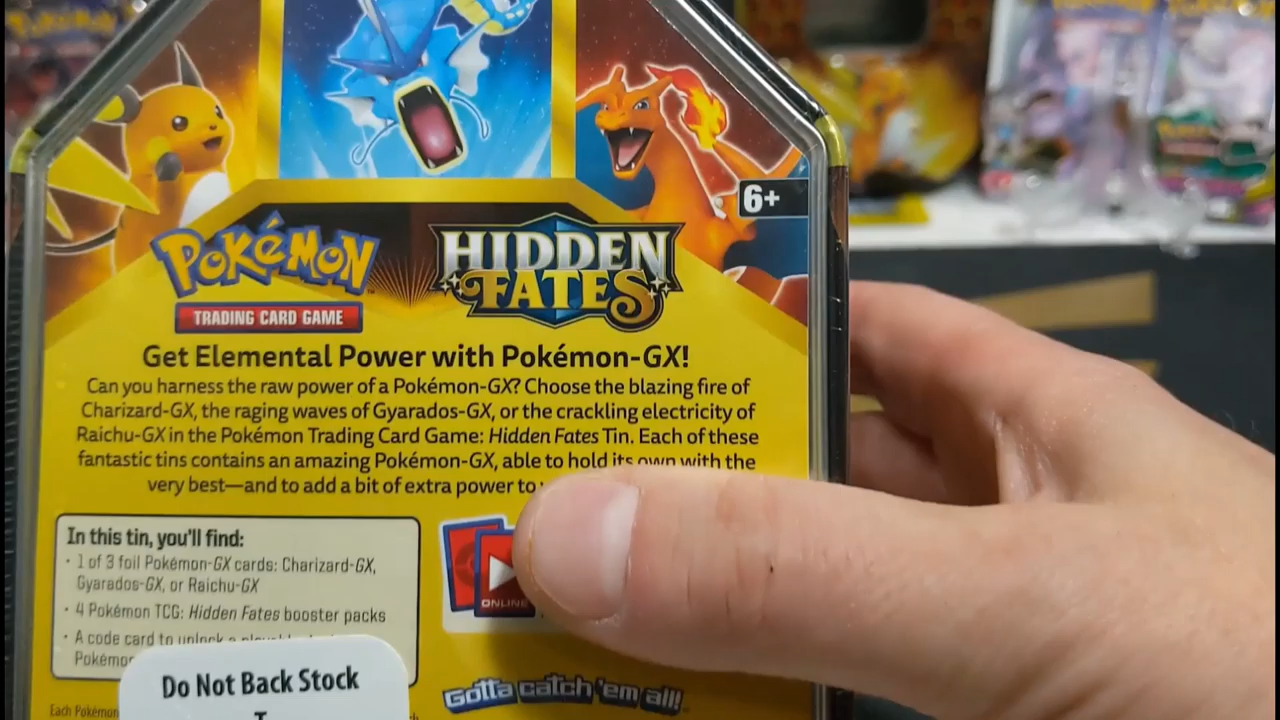 6+
POKéMON
TRADING CARD GAME
HIDDEN
FATES
Get Elemental Power with Pokémon-GX!
Can you harness the raw power of a Pokémon-GX? Choose the blazing fire of
Charizard-GX, the raging waves of Gyarados-GX, or the crackling electricity of
Raichu-GX in the Pokémon Trading Card Game: Hidden Fates Tin. Each of these
fantastic tins contains an amazing Pokémon-GX, able to hold its own with the
very best—and to add a bit of extra power to
In this tin, you'll find:
• 1 of 3 foil Pokémon-GX cards: Charizard-GX,
Gyarados-GX, or Raichu-GX
• 4 Pokémon TCG: Hidden Fates booster packs
• A code card to unlock a
ONLINE
Do Not Back Stock
T
Gotta catch 'em all!
Each